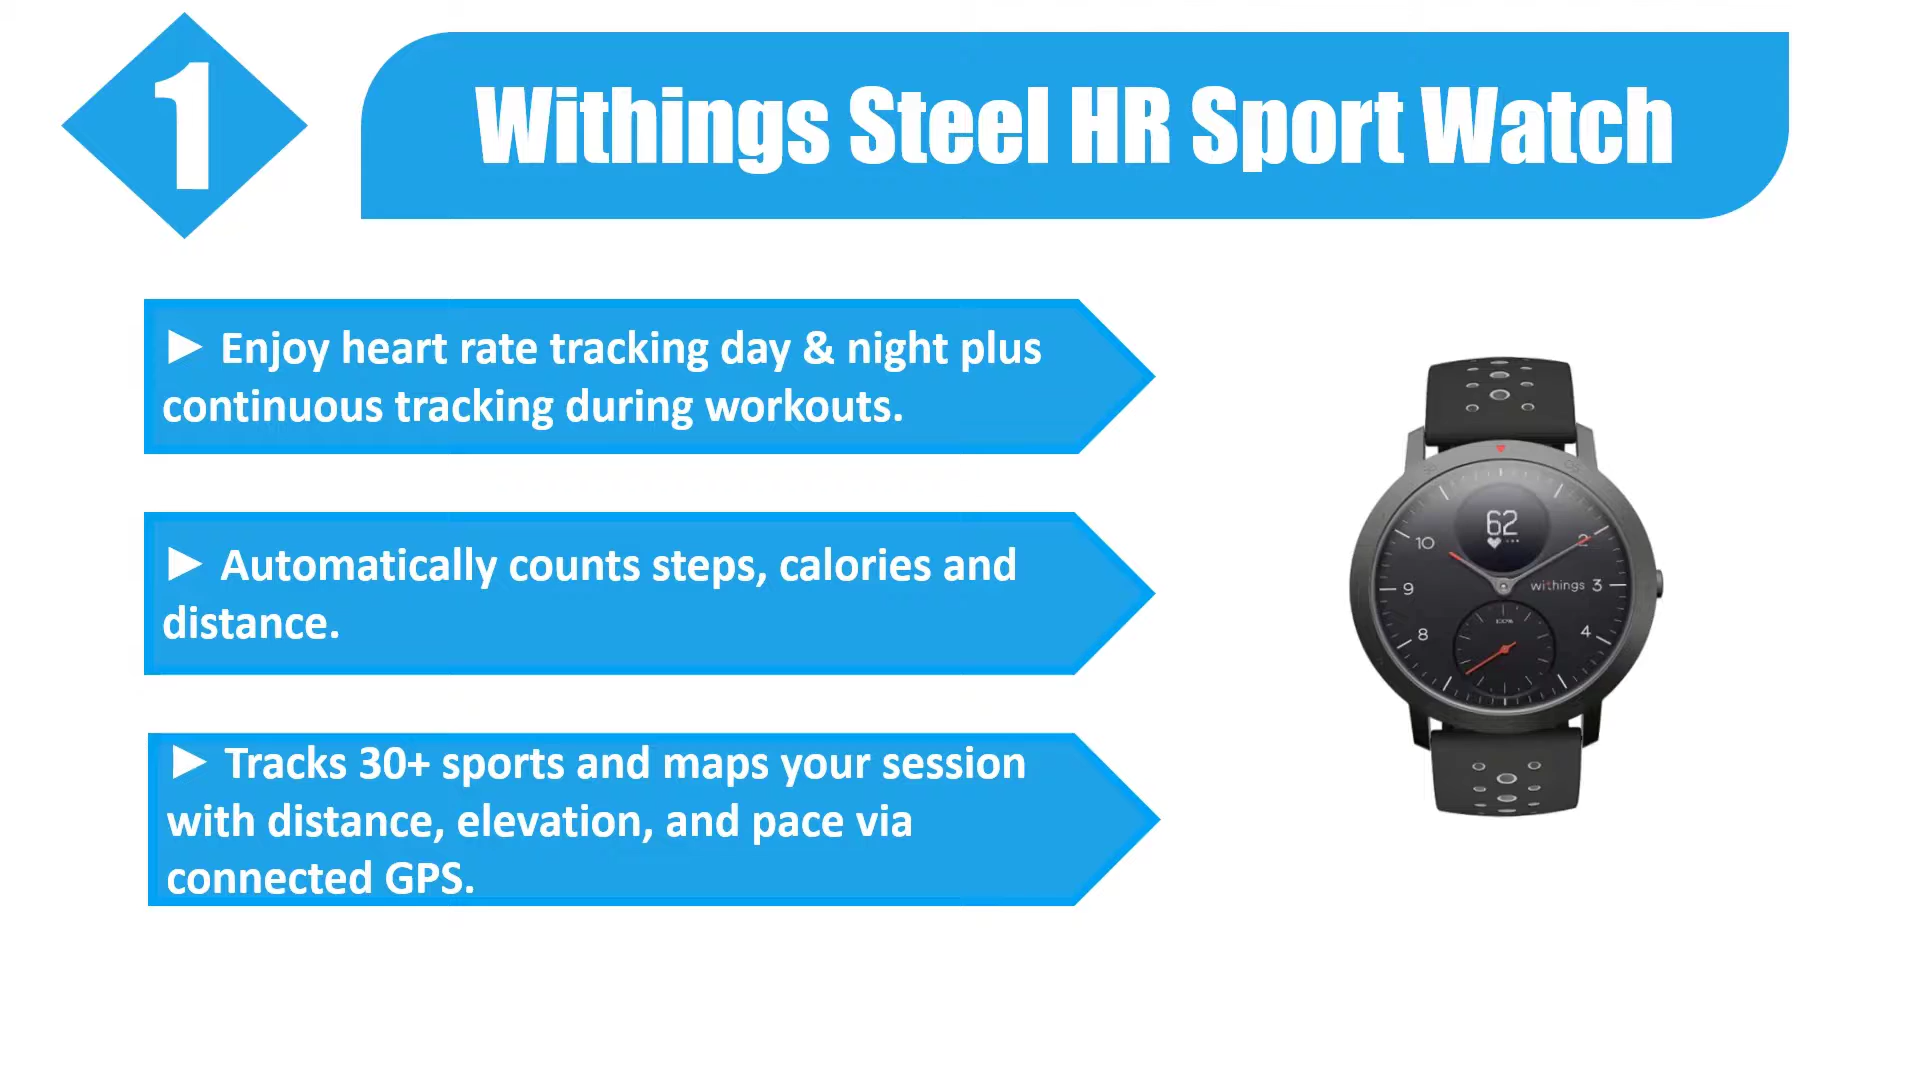 1
Withings Steel HR Sport Watch
► Enjoy heart rate tracking day & night plus
continuous tracking during workouts.
► Automatically counts steps, calories and
distance.
► Tracks 30+ sports and maps your session
with distance, elevation, and pace via
connected GPS.
62
10
2
9
withings 3
8
4
100%